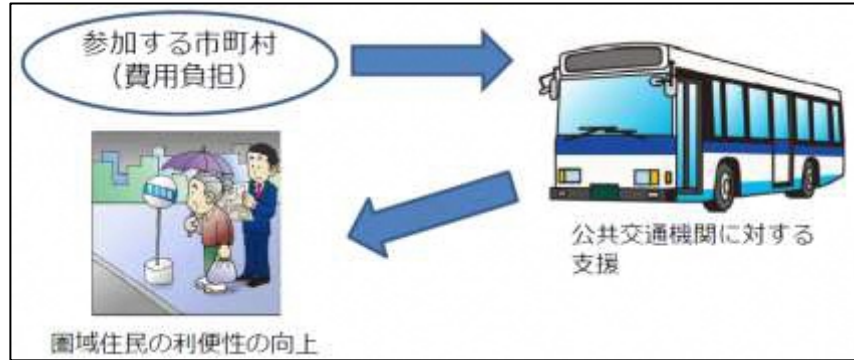 参加する市町村
（費用負担）
公共交通機関に対する
支援
圏域住民の利便性の向上